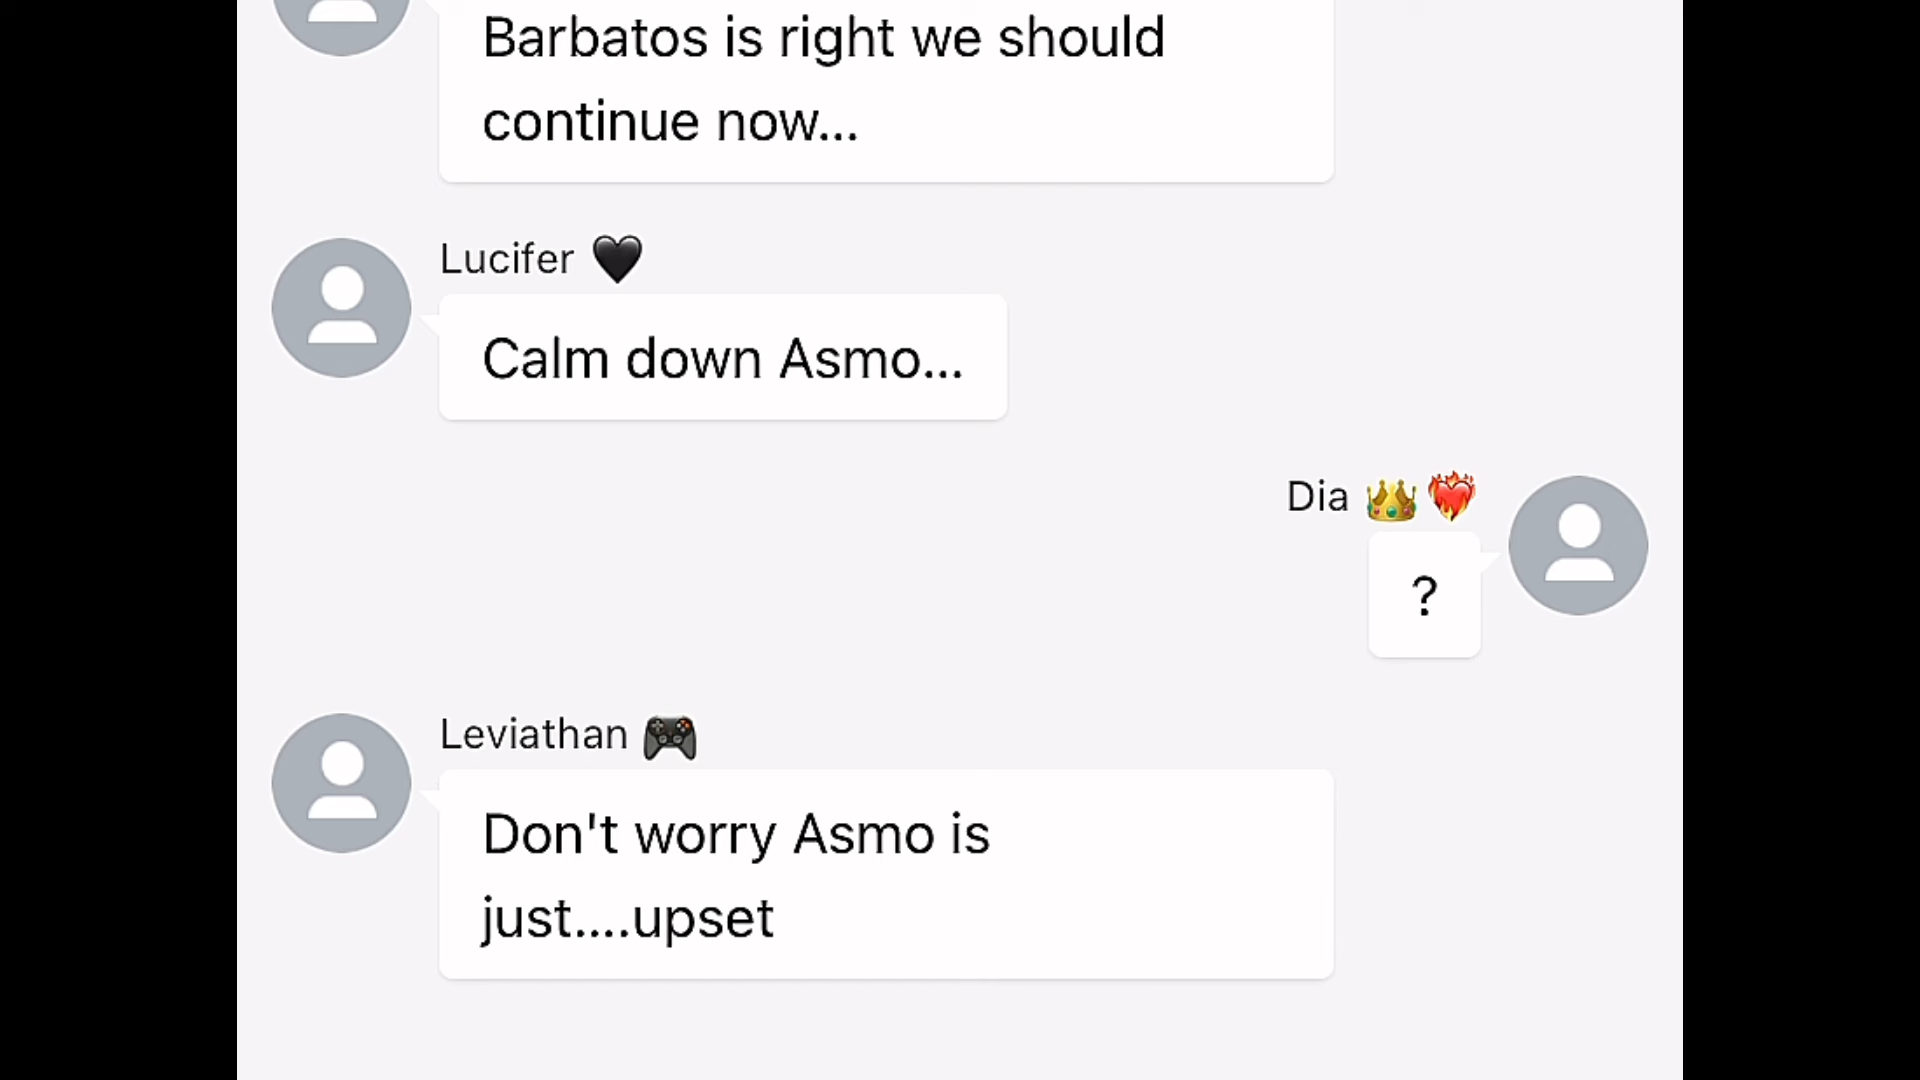 Barbatos is right we should
continue now...
Lucifer 🖤
Calm down Asmo...
Dia 👑❤️‍🔥
?
Leviathan 🎮
Don't worry Asmo is
just....upset